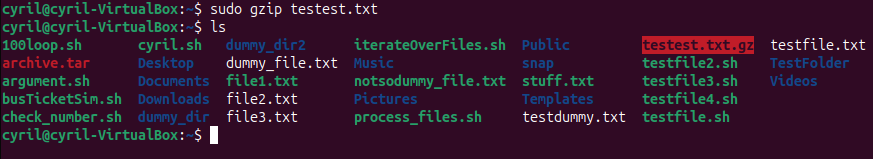 cyril@cyril-VirtualBox:~$ sudo gzip testest.txt
cyril@cyril-VirtualBox:~$ ls
100loop.sh cyril.sh dummy_dir2 iterateOverFiles.sh Public testest.txt.gz testfile.txt
archive.tar Desktop dummy_file.txt Music snap testfile2.sh TestFolder
argument.sh Documents file1.txt notsodummy_file.txt stuff.txt testfile3.sh Videos
busTicketSim.sh Downloads file2.txt Pictures Templates testfile4.sh
check_number.sh dummy_dir file3.txt process_files.sh testdummy.txt testfile.sh
cyril@cyril-VirtualBox:~$